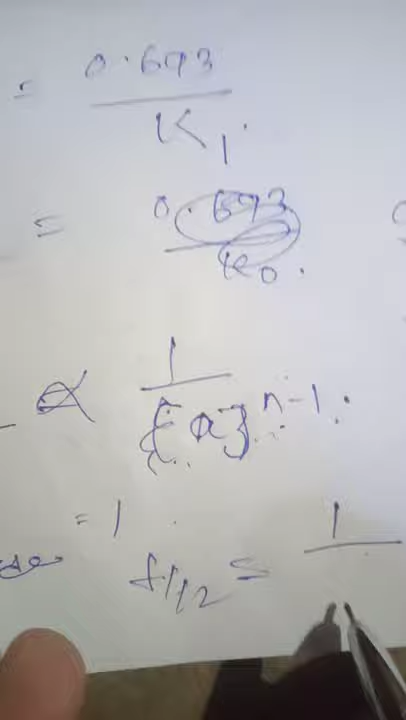 = 0.693
K1.
= 0.693
k0.
∝ 1
[a]^n-1.
= 1
t1/2 = 1